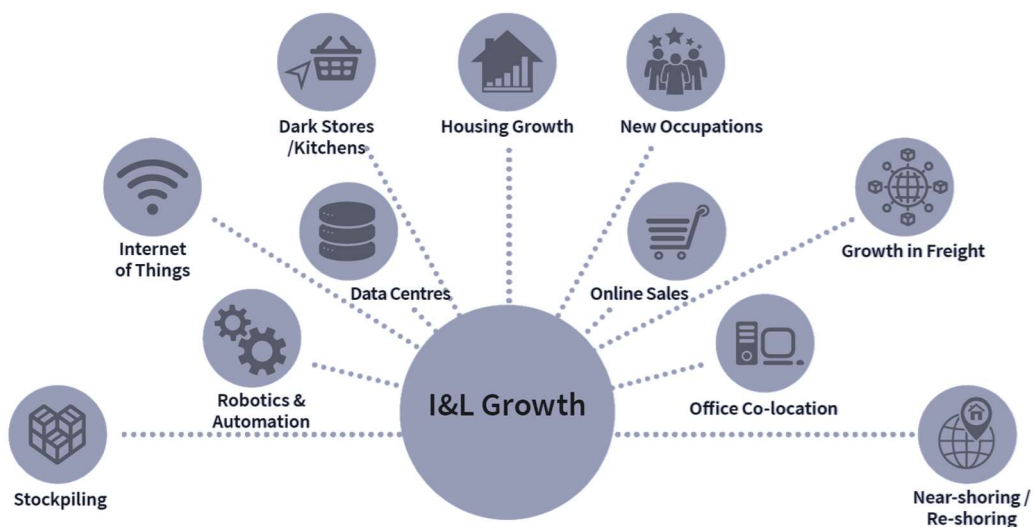 Dark Stores
/Kitchens
Housing Growth
New Occupations
Internet
of Things
Growth in Freight
Data Centres
Online Sales
Robotics &
Automation
I&L Growth
Office Co-location
Stockpiling
Near-shoring /
Re-shoring